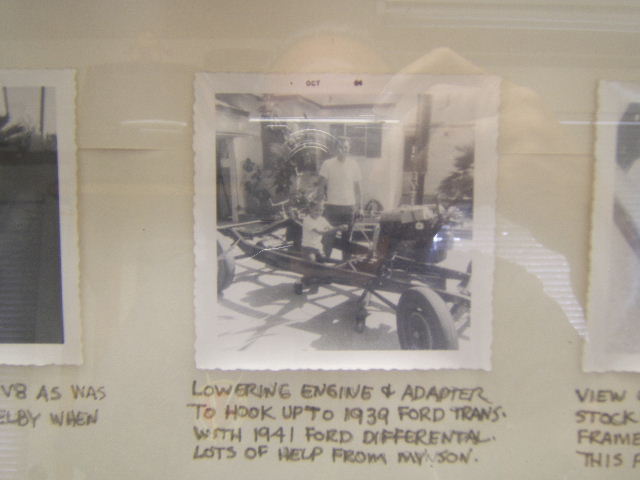 OCT 64
V8 AS WAS
ELBY WHEN
LOWERING ENGINE & ADAPTER
TO HOOK UP TO 1939 FORD TRANS.
WITH 1941 FORD DIFFERENTAL.
LOTS OF HELP FROM MY SON.
VIEW
STOCK
FRAME
THIS